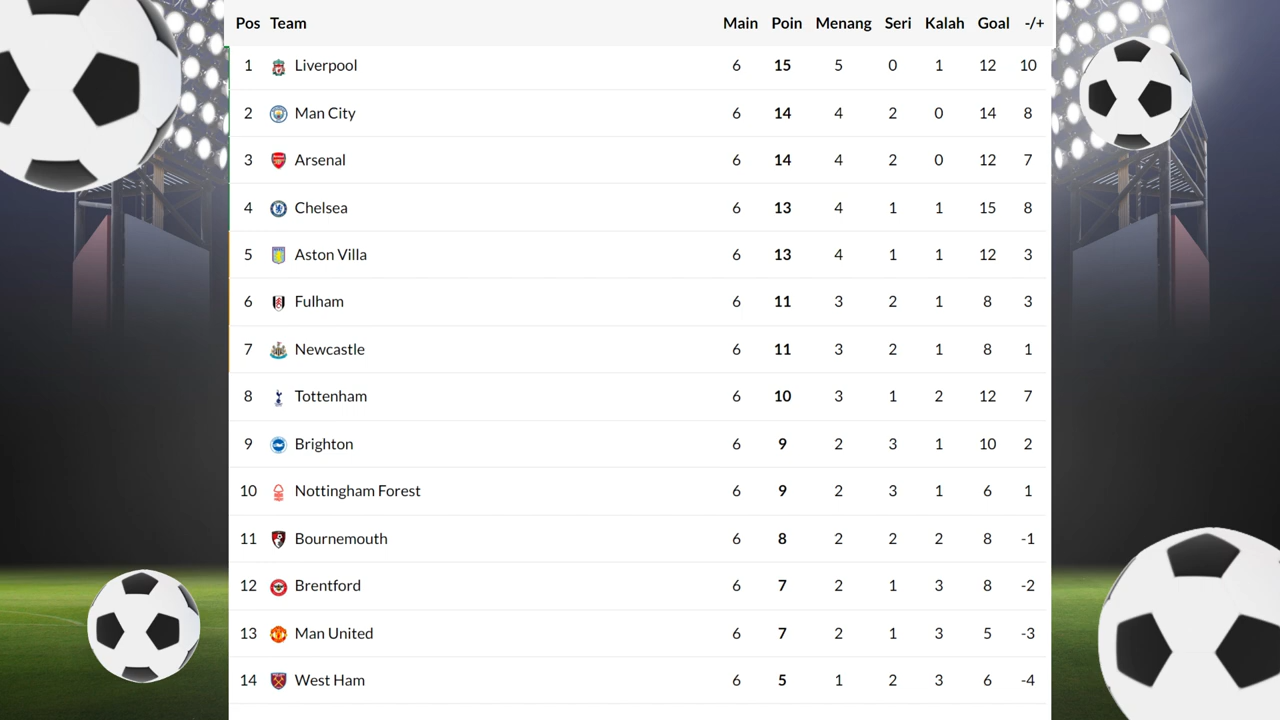 Pos Team Main Poin Menang Seri Kalah Goal -/+
1 Liverpool 6 15 5 0 1 12 10
2 Man City 6 14 4 2 0 14 8
3 Arsenal 6 14 4 2 0 12 7
4 Chelsea 6 13 4 1 1 15 8
5 Aston Villa 6 13 4 1 1 12 3
6 Fulham 6 11 3 2 1 8 3
7 Newcastle 6 11 3 2 1 8 1
8 Tottenham 6 10 3 1 2 12 7
9 Brighton 6 9 2 3 1 10 2
10 Nottingham Forest 6 9 2 3 1 6 1
11 Bournemouth 6 8 2 2 2 8 -1
12 Brentford 6 7 2 1 3 8 -2
13 Man United 6 7 2 1 3 5 -3
14 West Ham 6 5 1 2 3 6 -4